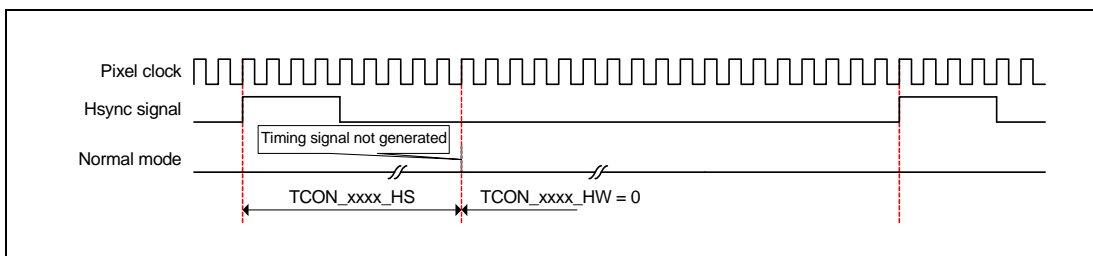 Pixel clock
Hsync signal
Timing signal not generated
Normal mode
TCON_xxxx_HS
TCON_xxxx_HW = 0